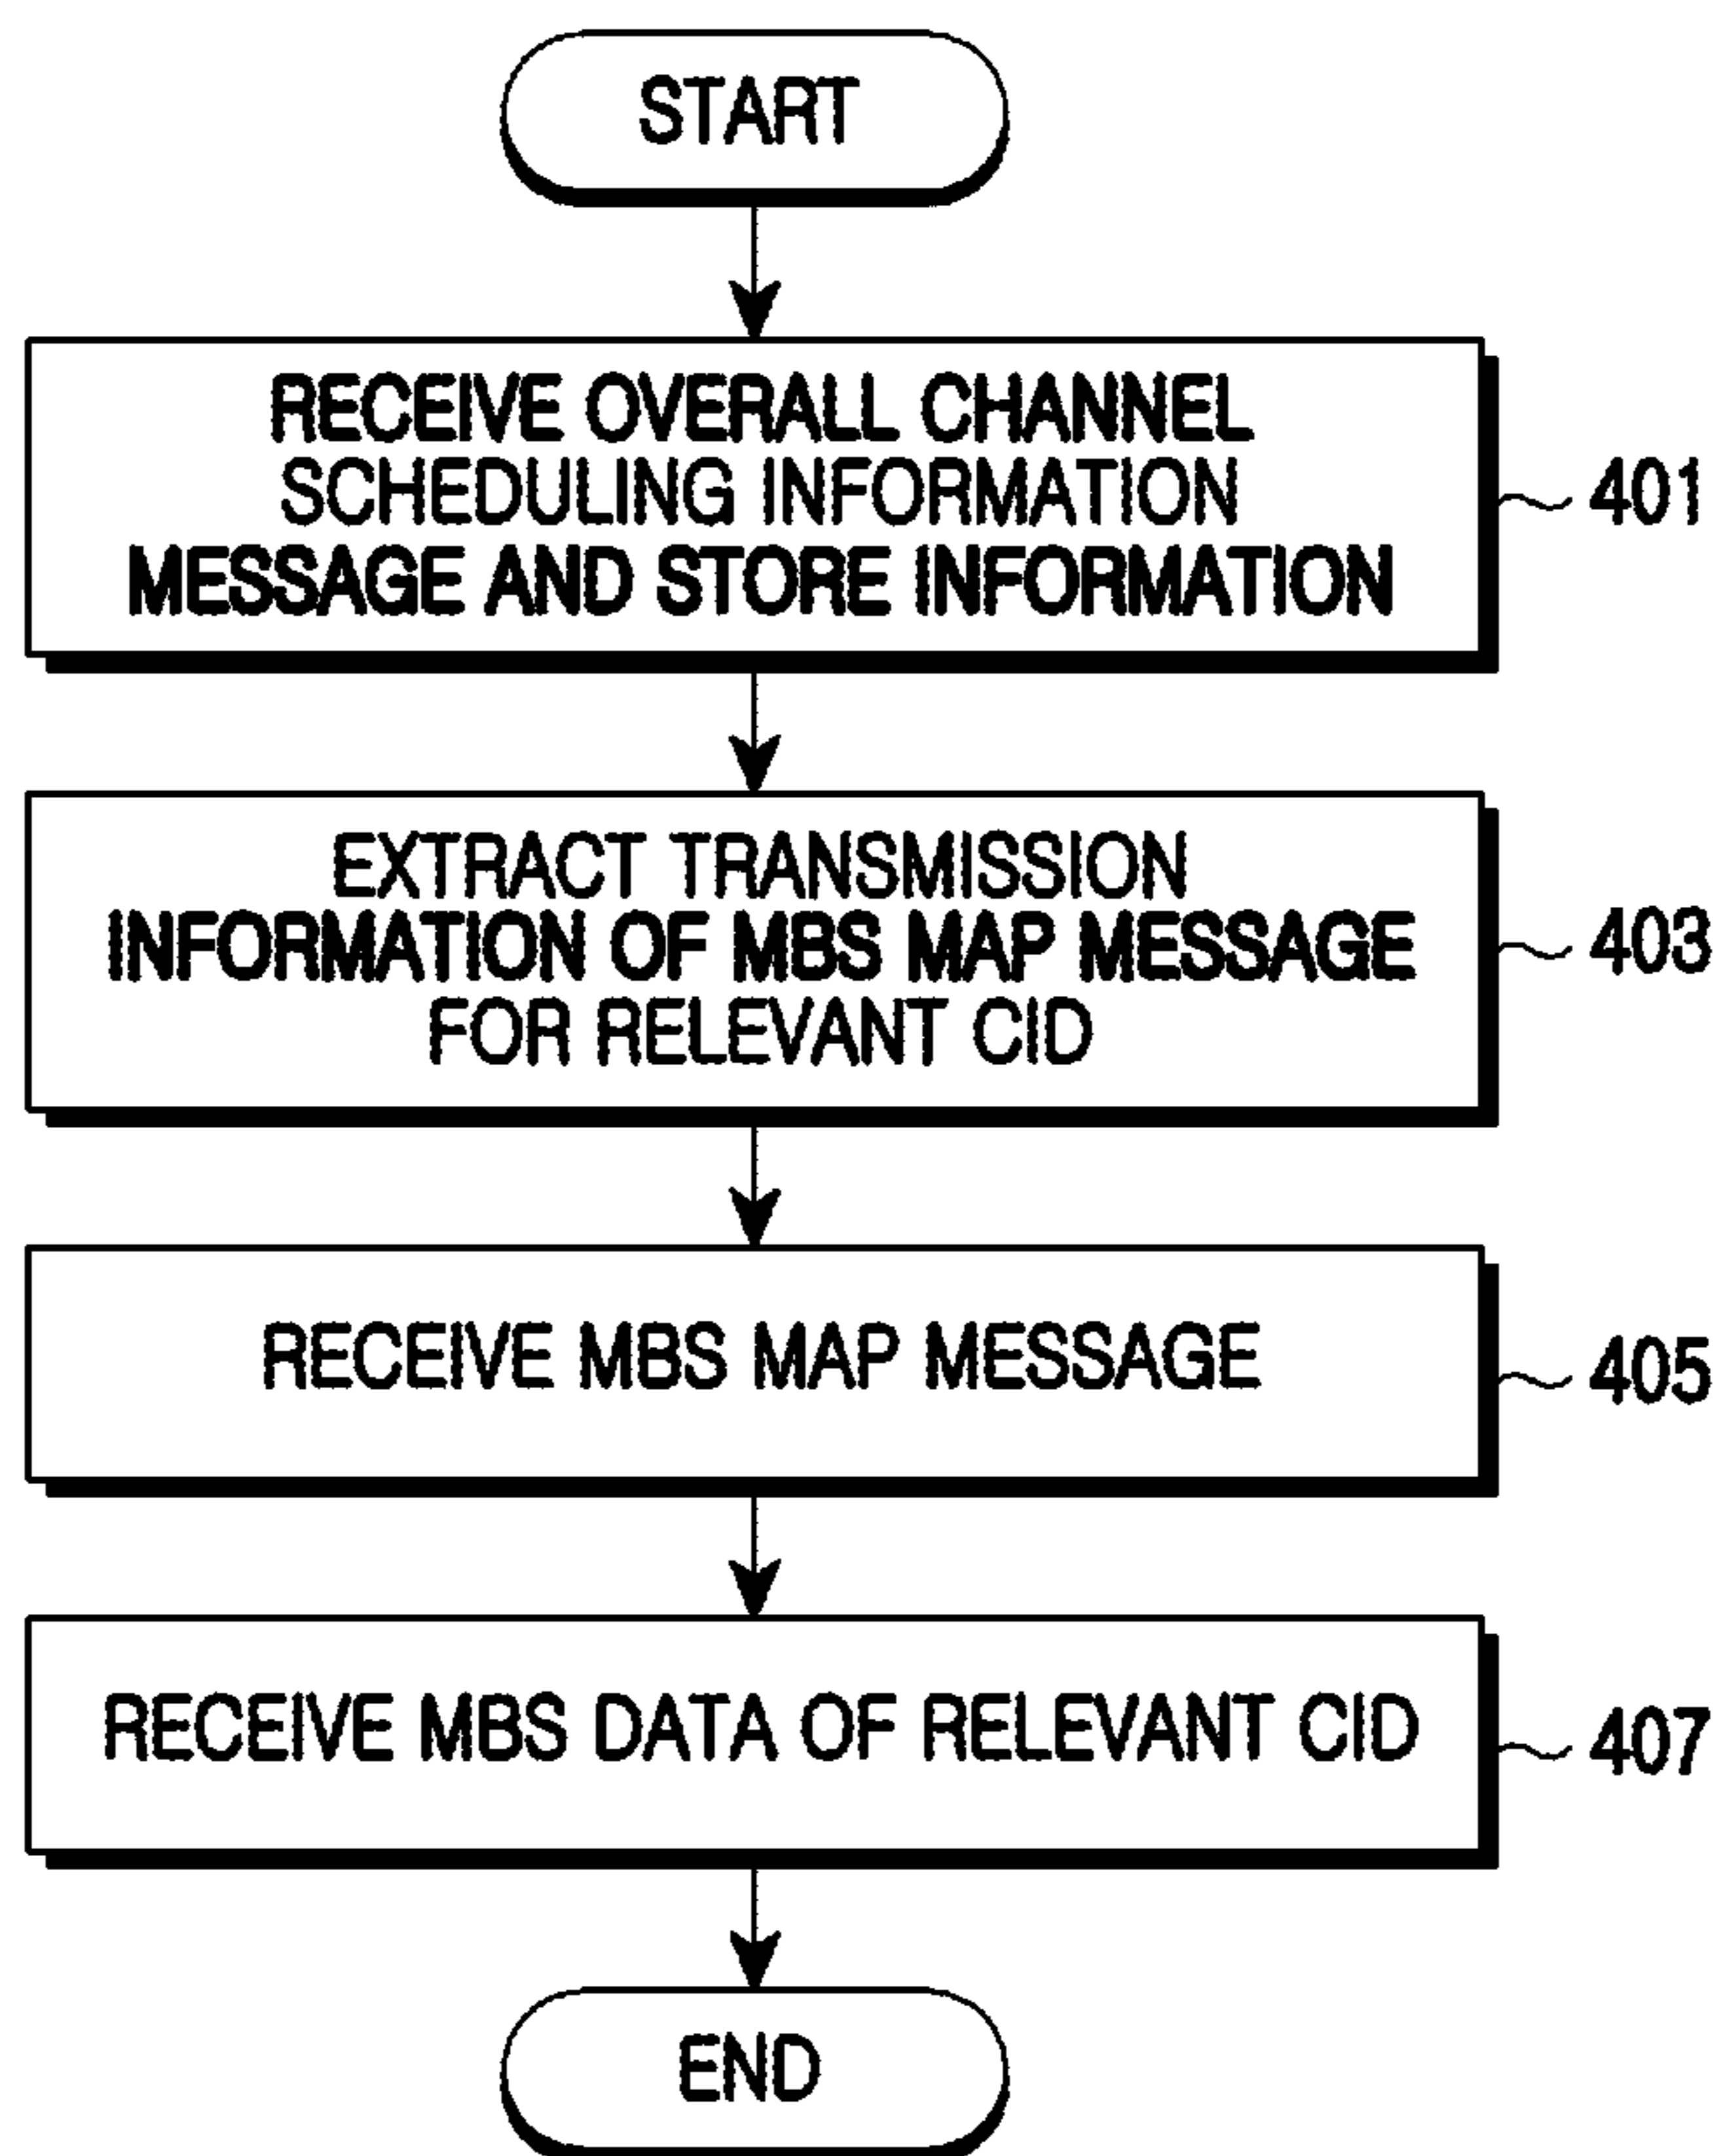 START
RECEIVE OVERALL CHANNEL
SCHEDULING INFORMATION
MESSAGE AND STORE INFORMATION
401
EXTRACT TRANSMISSION
INFORMATION OF MBS MAP MESSAGE
FOR RELEVANT CID
403
RECEIVE MBS MAP MESSAGE
405
RECEIVE MBS DATA OF RELEVANT CID
407
END